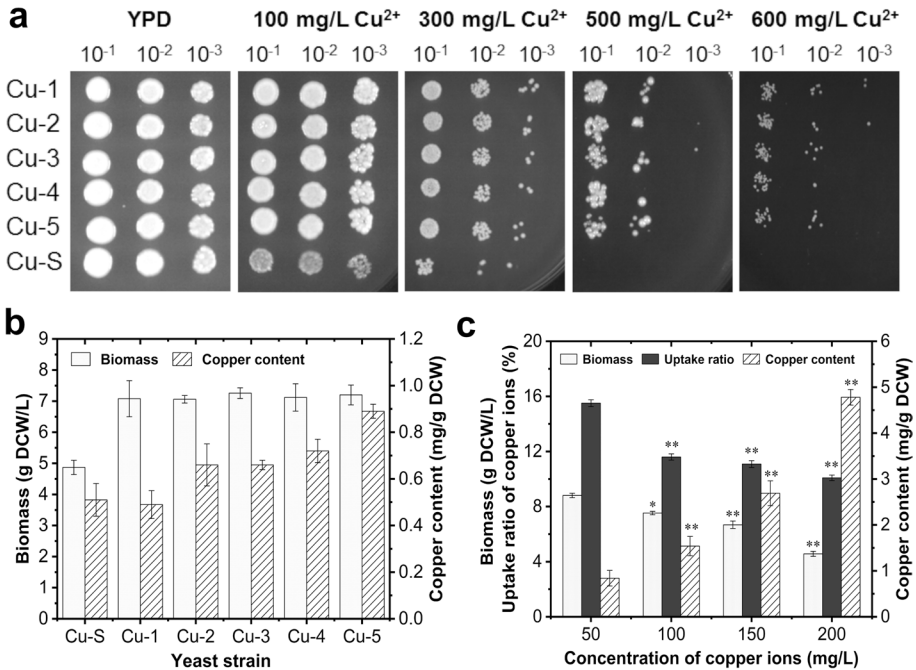 a
YPD 100 mg/L Cu²⁺ 300 mg/L Cu²⁺ 500 mg/L Cu²⁺ 600 mg/L Cu²⁺
10⁻¹ 10⁻² 10⁻³ 10⁻¹ 10⁻² 10⁻³ 10⁻¹ 10⁻² 10⁻³ 10⁻¹ 10⁻² 10⁻³ 10⁻¹ 10⁻² 10⁻³
Cu-1
Cu-2
Cu-3
Cu-4
Cu-5
Cu-S
b
Biomass (g DCW/L)
9
8
7
6
5
4
3
2
1
0
Biomass Copper content
1.2
1.0
0.8
0.6
0.4
0.2
0.0
Copper content (mg/g DCW)
Cu-S Cu-1 Cu-2 Cu-3 Cu-4 Cu-5
Yeast strain
c
Biomass (g DCW/L)
Uptake ratio of copper ions (%)
20
16
12
8
4
0
Biomass Uptake ratio Copper content
** ** ** **
* ** ** ** **
6
5
4
3
2
1
0
Copper content (mg/g DCW)
50 100 150 200
Concentration of copper ions (mg/L)